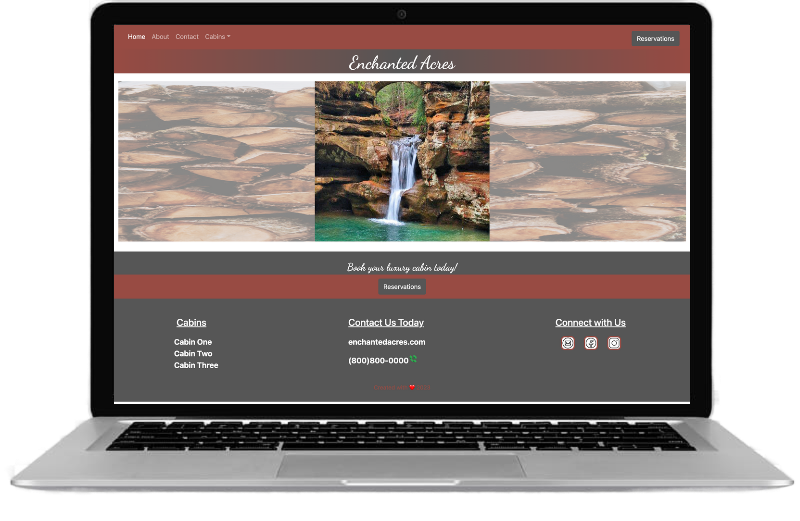 Home About Contact Cabins Reservations
Enchanted Acres
Book your luxury cabin today!
Reservations
Cabins Contact Us Today Connect with Us
Cabin One enchantedacres.com
Cabin Two
(800)800-0000
Cabin Three